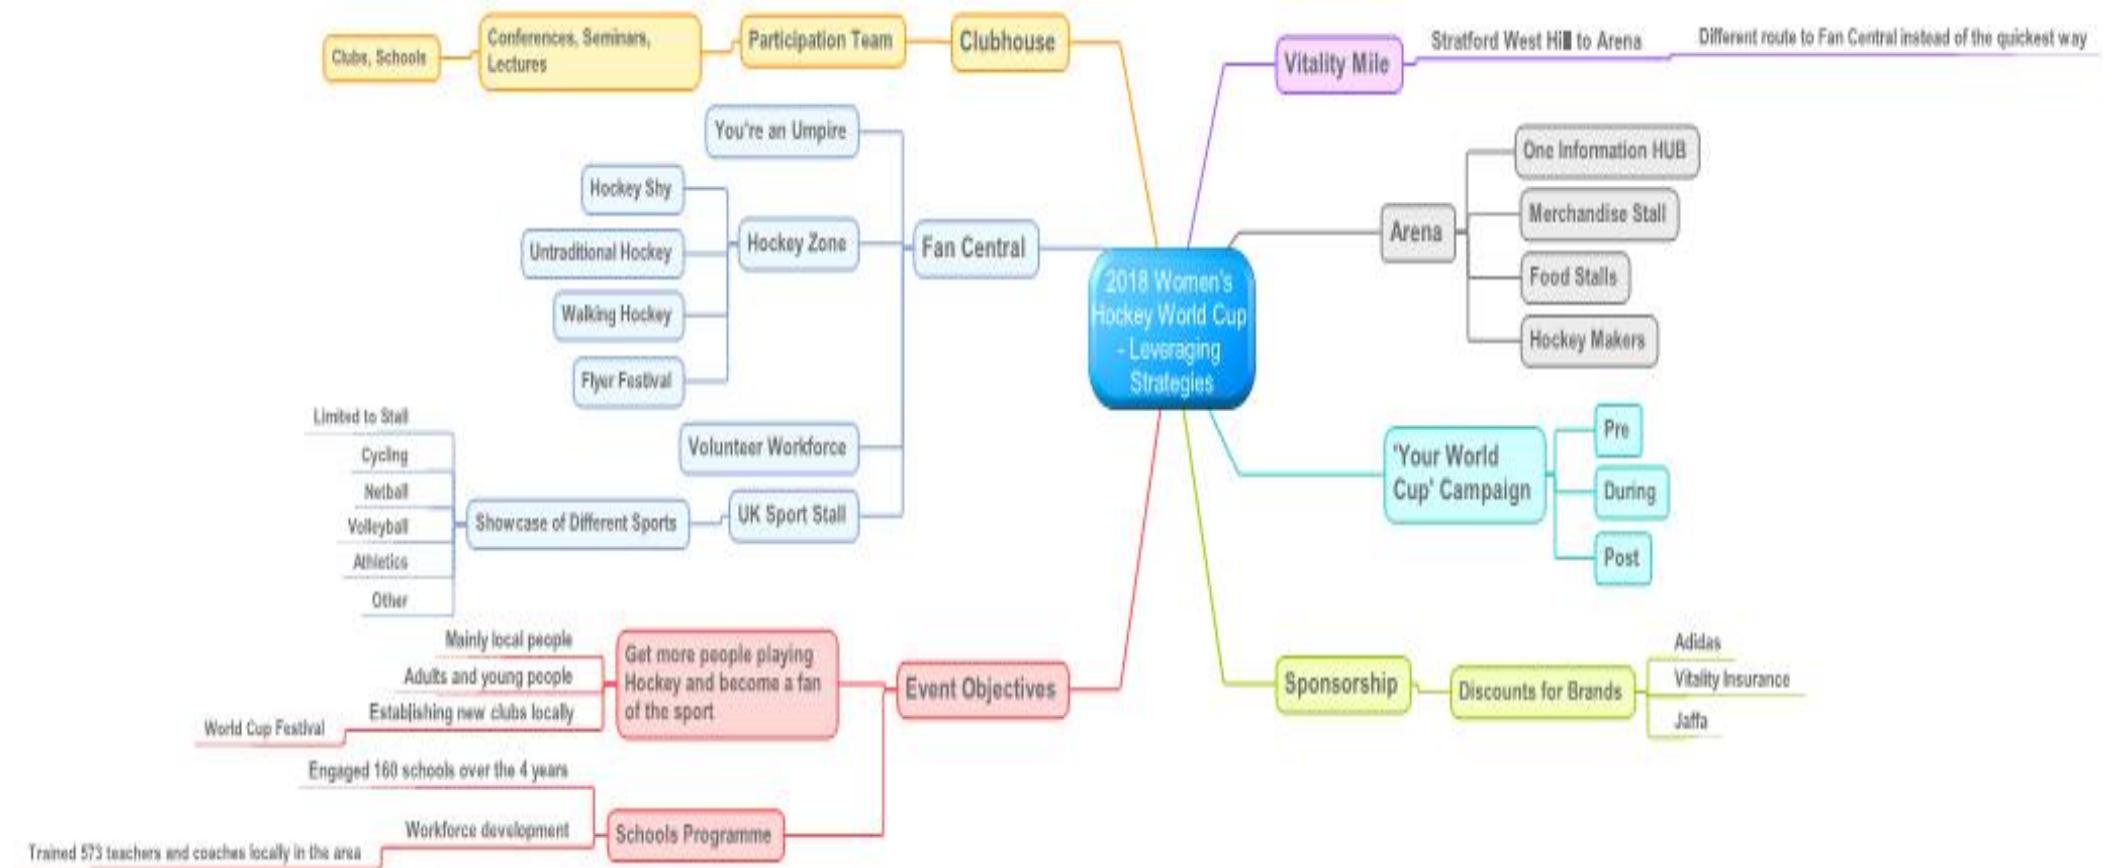 2018 Women's
Hockey World Cup
- Leveraging
Strategies
Clubhouse
Participation Team
Conferences, Seminars,
Lectures
Clubs, Schools
Fan Central
You're an Umpire
Hockey Zone
Hockey Shy
Untraditional Hockey
Walking Hockey
Flyer Festival
Volunteer Workforce
UK Sport Stall
Showcase of Different Sports
Limited to Stall
Cycling
Netball
Volleyball
Athletics
Other
Event Objectives
Get more people playing
Hockey and become a fan
of the sport
Mainly local people
Adults and young people
Establishing new clubs locally
World Cup Festival
Schools Programme
Engaged 160 schools over the 4 years
Workforce development
Trained 573 teachers and coaches locally in the area
Vitality Mile
Stratford West Hill to Arena
Different route to Fan Central instead of the quickest way
Arena
One Information HUB
Merchandise Stall
Food Stalls
Hockey Makers
'Your World
Cup' Campaign
Pre
During
Post
Sponsorship
Discounts for Brands
Adidas
Vitality Insurance
Jaffa